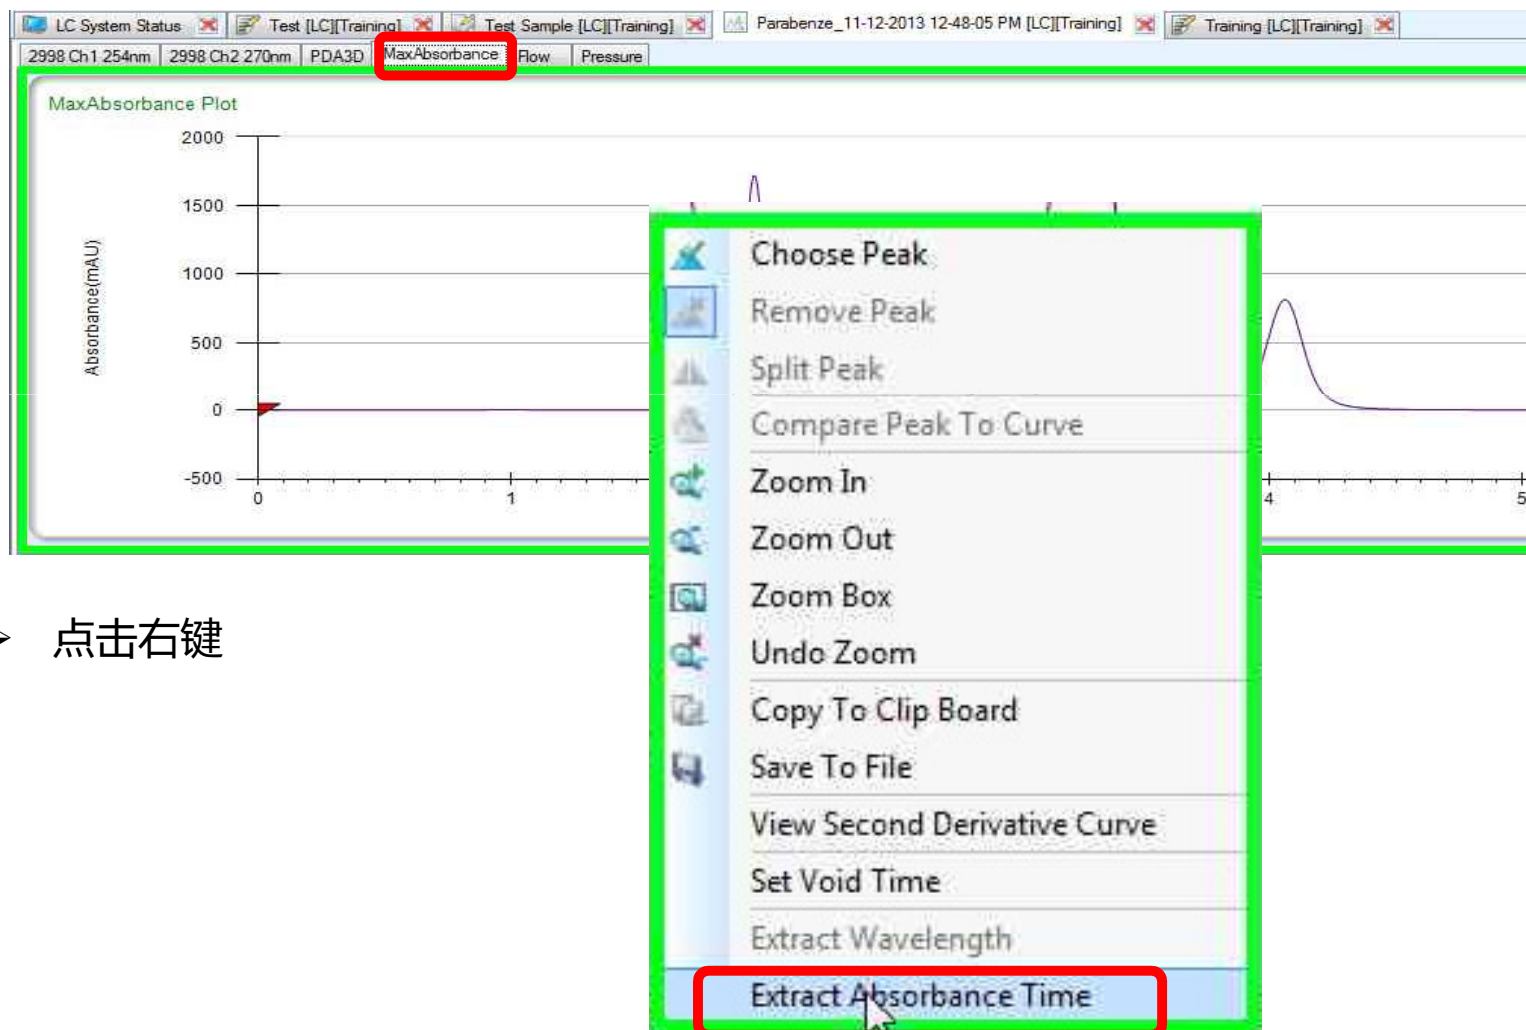 LC System Status Test [LC][Training] Test Sample [LC][Training] Parabenze_11-12-2013 12-48-05 PM [LC][Training] Training [LC][Training]
2998 Ch1 254nm 2998 Ch2 270nm PDA3D MaxAbsorbance Flow Pressure
MaxAbsorbance Plot
2000
1500
1000
500
0
-500
Absorbance(mAU)
0 1 4 5
Choose Peak
Remove Peak
Split Peak
Compare Peak To Curve
Zoom In
Zoom Out
Zoom Box
Undo Zoom
Copy To Clip Board
Save To File
View Second Derivative Curve
Set Void Time
Extract Wavelength
Extract Absorbance Time
点击右键